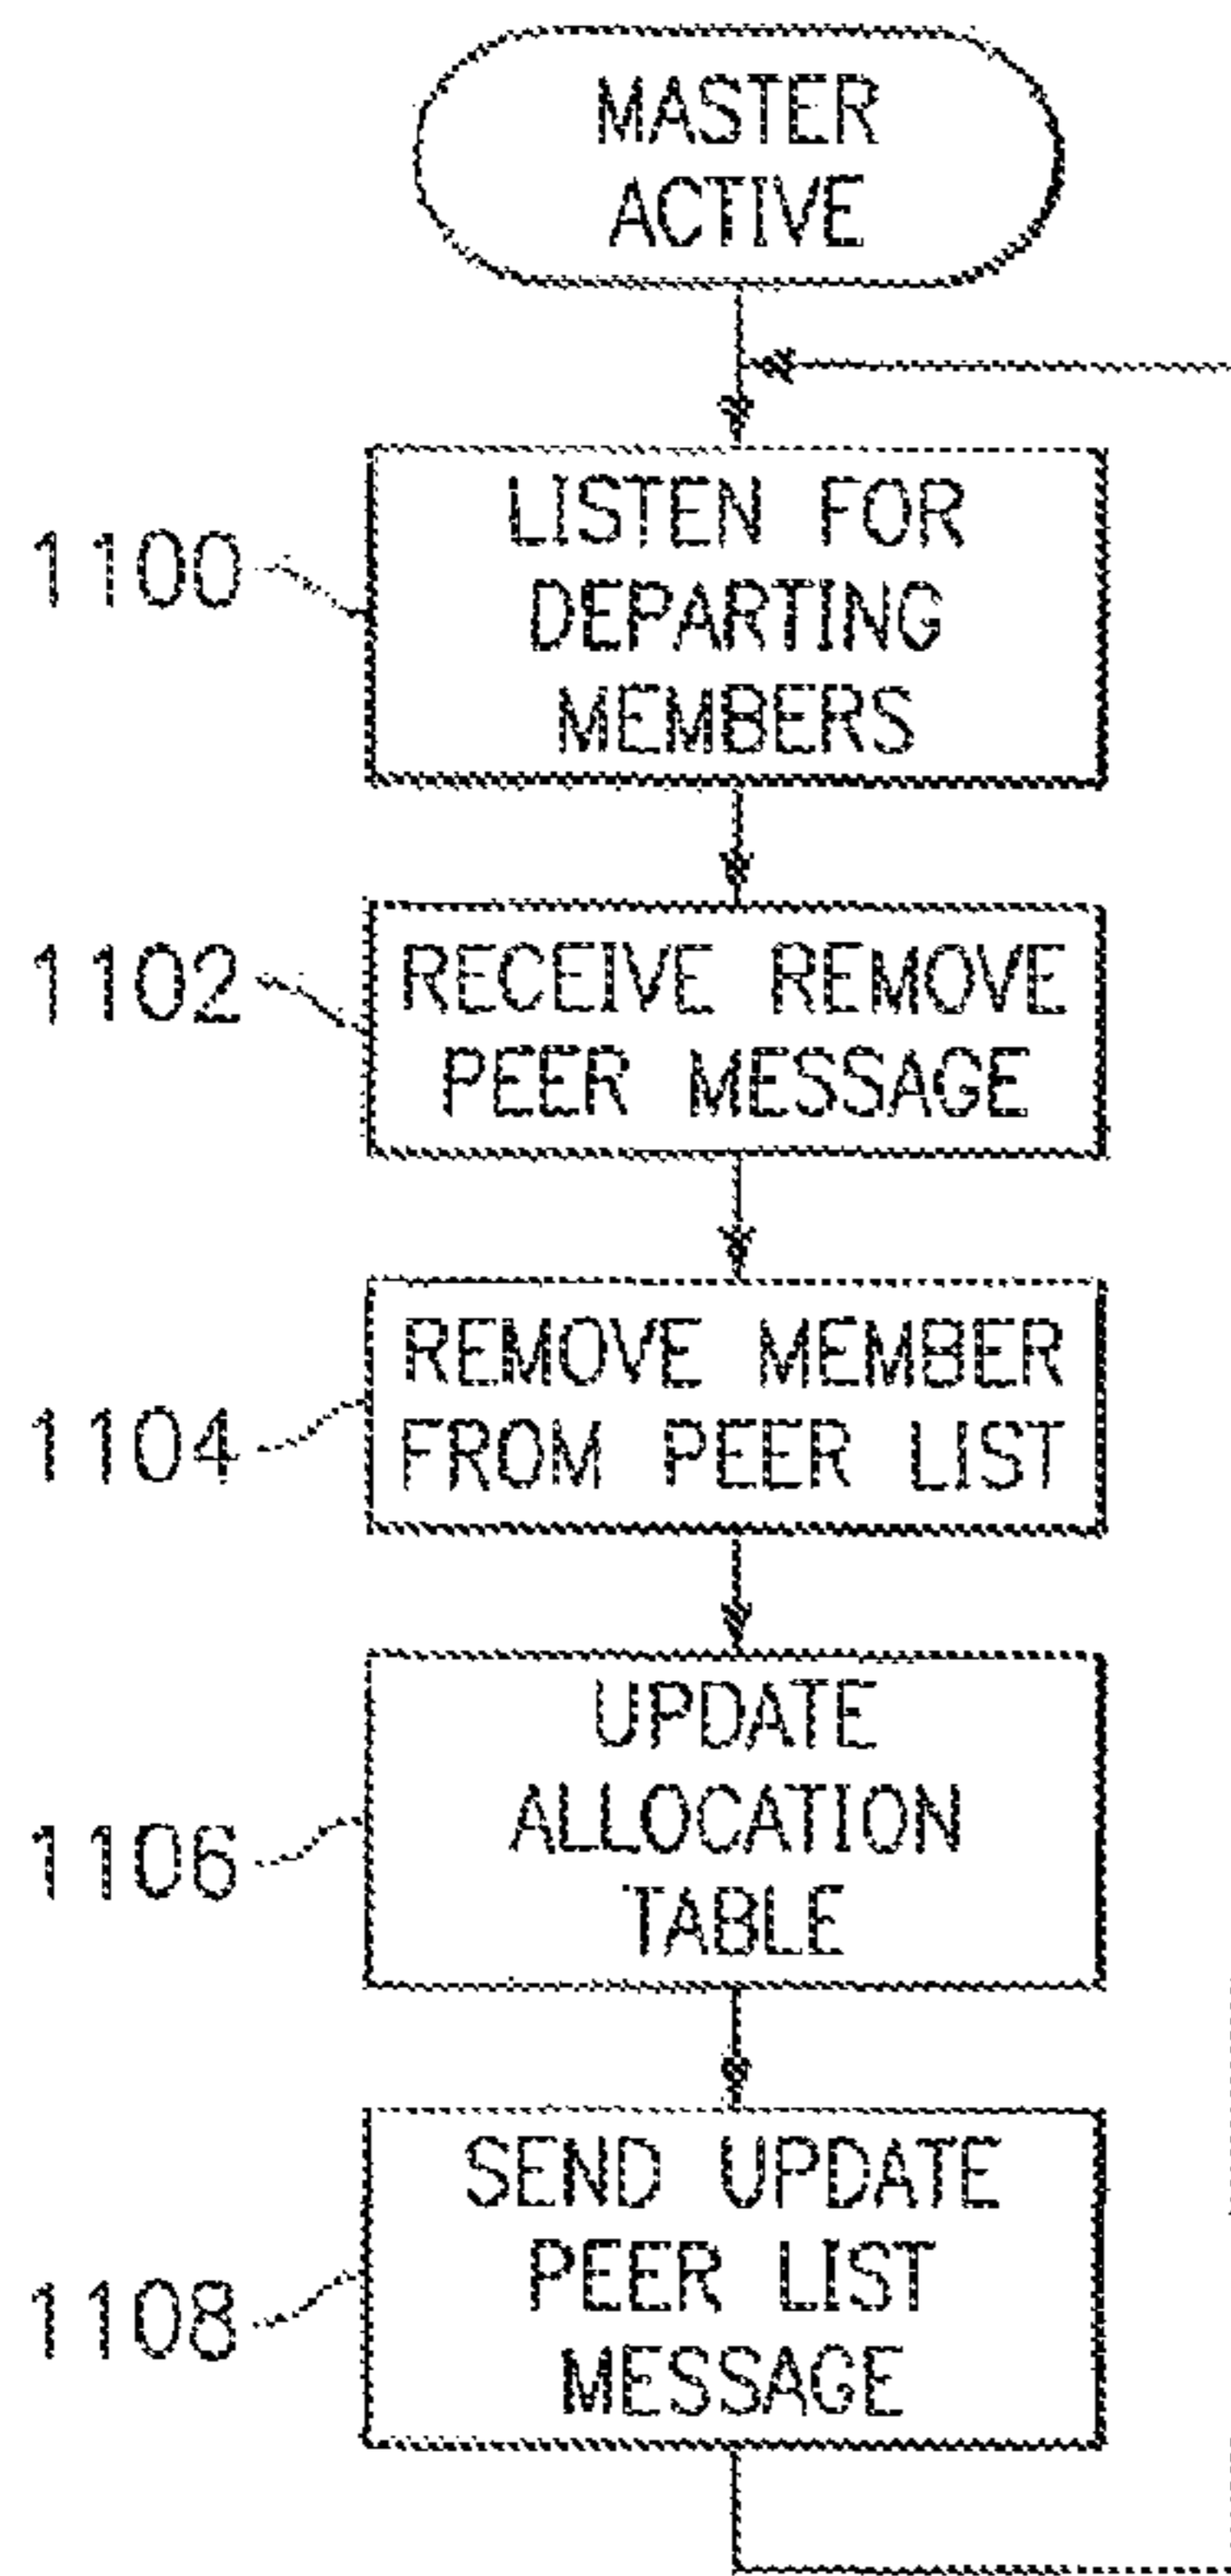 MASTER
ACTIVE
1100
LISTEN FOR
DEPARTING
MEMBERS
1102
RECEIVE REMOVE
PEER MESSAGE
1104
REMOVE MEMBER
FROM PEER LIST
1106
UPDATE
ALLOCATION
TABLE
1108
SEND UPDATE
PEER LIST
MESSAGE